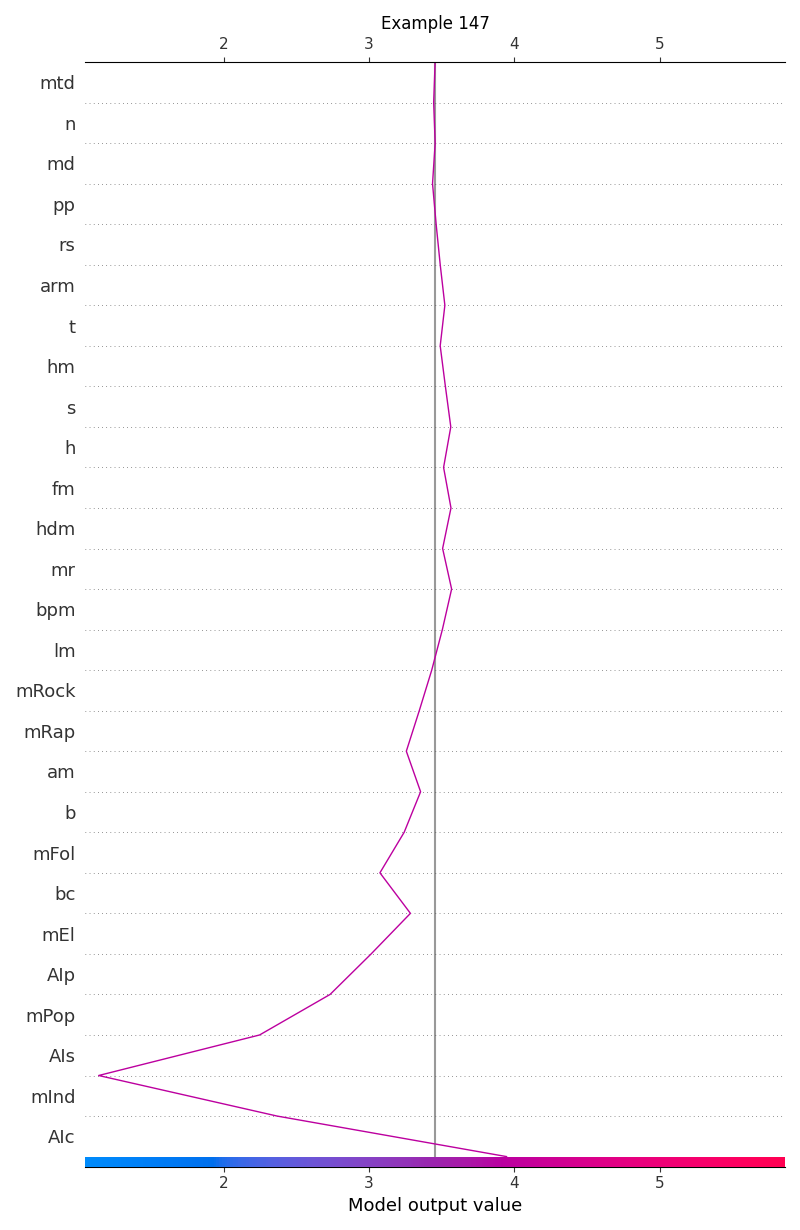 Example 147
2 3 4 5
mtd
n
md
pp
rs
arm
t
hm
s
h
fm
hdm
mr
bpm
lm
mRock
mRap
am
b
mFol
bc
mEl
AIp
mPop
AIs
mInd
AIc
2 3 4 5
Model output value